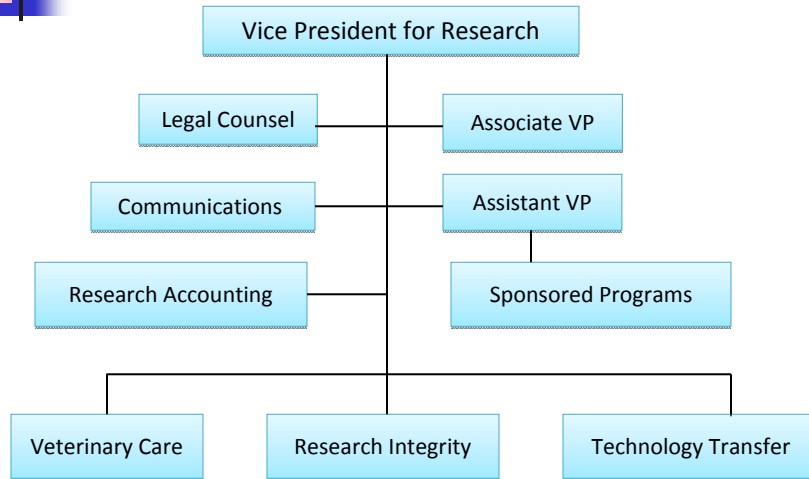 Vice President for Research
Legal Counsel
Associate VP
Communications
Assistant VP
Research Accounting
Sponsored Programs
Veterinary Care
Research Integrity
Technology Transfer